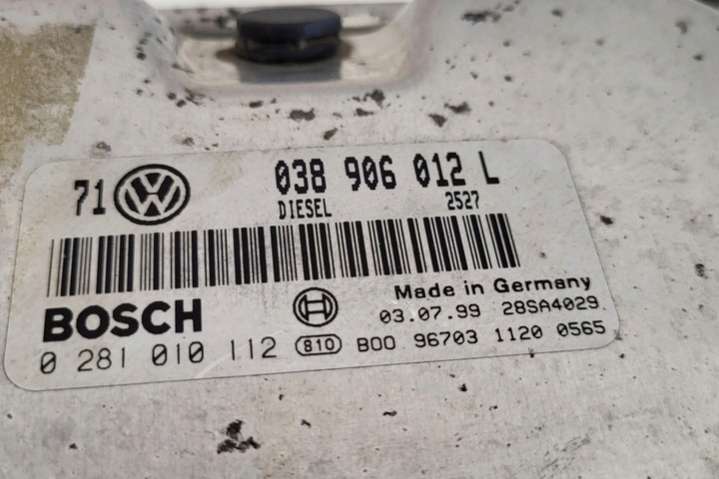 71 VW 038 906 012 L
DIESEL 2527
BOSCH Made in Germany
03.07.99 28SA4029
0 281 010 112 810 B00 96703 1120 0565